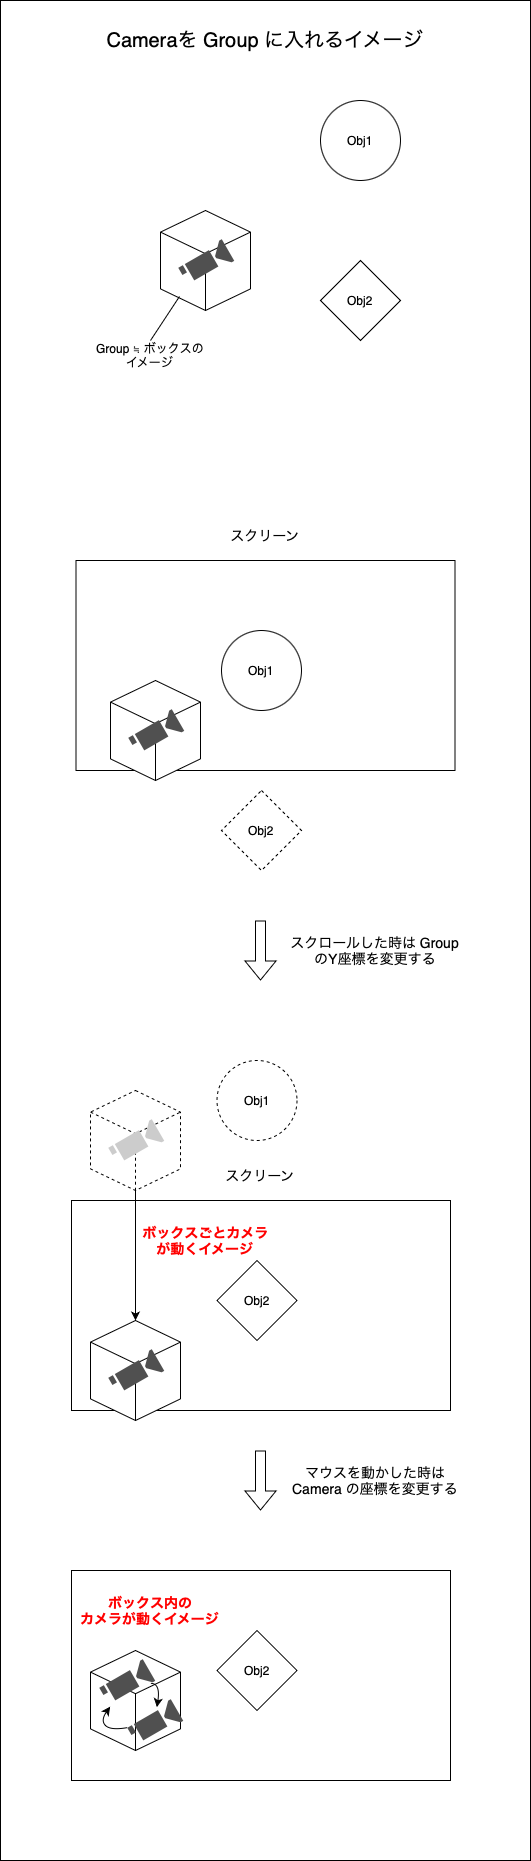 Cameraを Group に入れるイメージ
Obj1
Obj2
Group ≒ ボックスの
イメージ
スクリーン
Obj1
Obj2
スクロールした時は Group
のY座標を変更する
Obj1
スクリーン
ボックスごとカメラ
が動くイメージ
Obj2
マウスを動かした時は
Camera の座標を変更する
ボックス内の
カメラが動くイメージ
Obj2